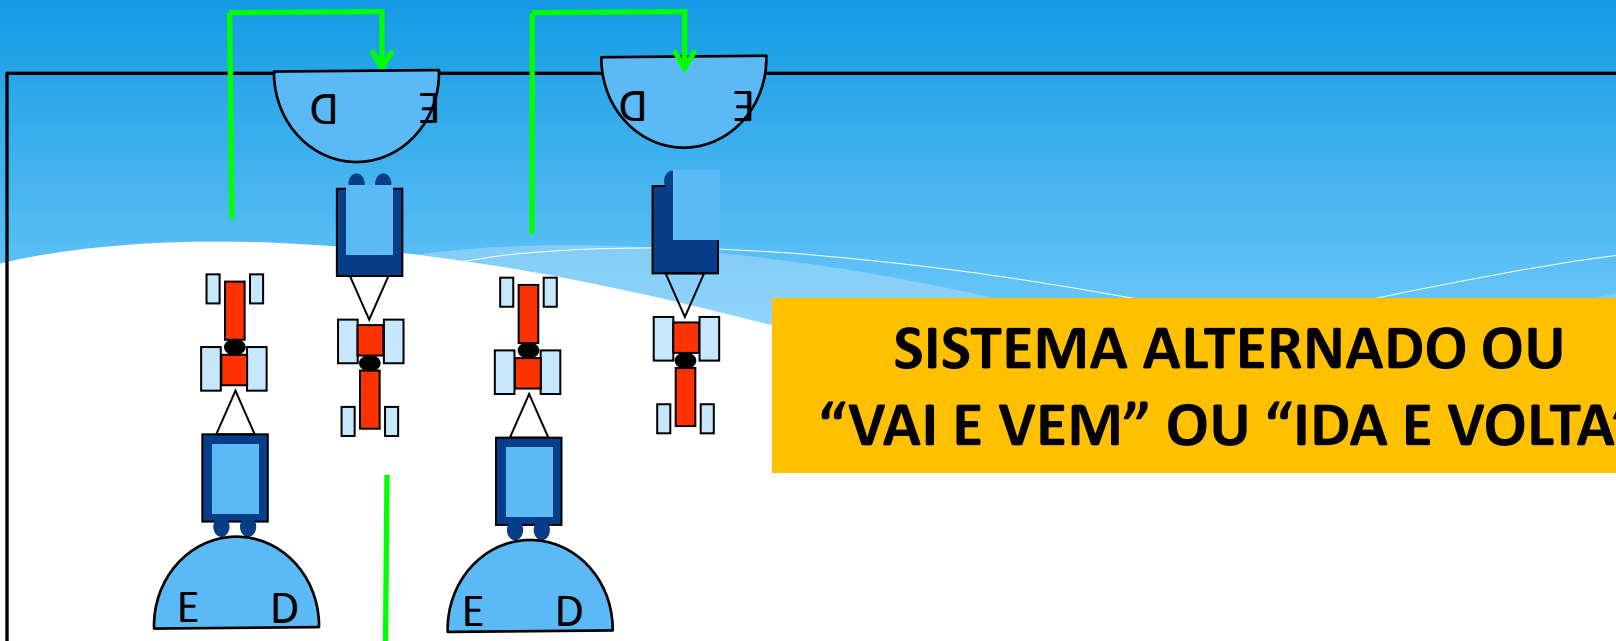 D E D E
SISTEMA ALTERNADO OU
“VAI E VEM” OU “IDA E VOLTA“
E D E D